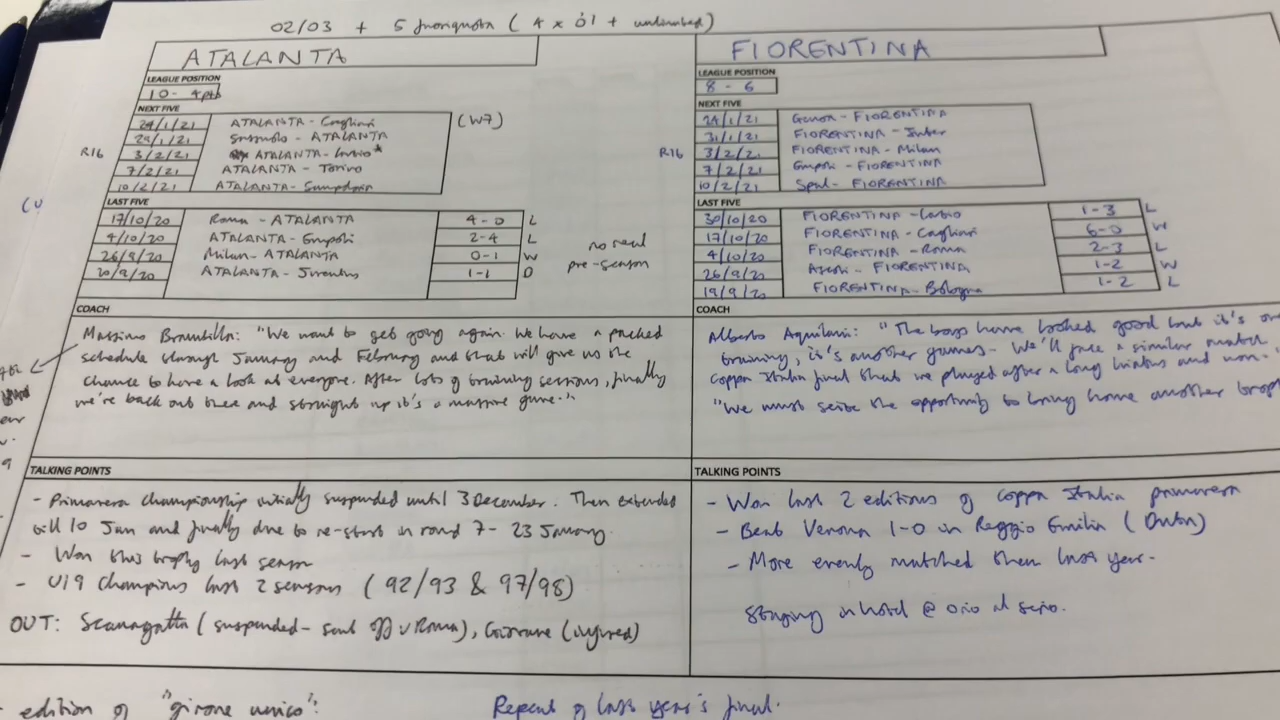 02/03 + 5 fuoriquota (4 x 01 + unlimited)
ATALANTA
LEAGUE POSITION
10 - 4pts
NEXT FIVE
24/1/21 ATALANTA - Cagliari (W7)
Sassuolo - ATALANTA
R16 3/2/21 ATALANTA - Lazio*
7/2/21 ATALANTA - Torino
10/2/21 ATALANTA - Sampdoria
LAST FIVE
17/10/20 Roma - ATALANTA 4-0 L
4/10/20 ATALANTA - Empoli 2-4 L
26/9/20 Milan - ATALANTA 0-1 W
20/9/20 ATALANTA - Juventus 1-1 D
no real
pre-season
COACH
Massimo Brambilla: "We want to get going again. We have a packed
schedule through January and February and that will give us the
chance to have a look at everyone. After lots of training sessions, finally
we're back out there and straight up it's a massive game."
TALKING POINTS
- Primavera championship initially suspended until 3 December. Then extended
till 10 Jan and finally due to re-start in round 7 - 23 January.
- Won this trophy last season
- U19 champions last 2 seasons (92/93 & 97/98)
OUT: Scanagatta (suspended - sent off v Roma), (injured)
FIORENTINA
LEAGUE POSITION
8 - 6
NEXT FIVE
24/1/21 Genoa - FIORENTINA
31/1/21 FIORENTINA - Inter
R16 3/2/21 FIORENTINA - Milan
7/2/21 Empoli - FIORENTINA
10/2/21 Spal - FIORENTINA
LAST FIVE
30/10/20 FIORENTINA - Lazio 1-3 L
17/10/20 FIORENTINA - Cagliari 6-0 W
4/10/20 FIORENTINA - Roma 2-3 L
26/9/20 Ascoli - FIORENTINA 1-2 W
19/9/20 FIORENTINA - Bologna 1-2 L
COACH
Alberto Aquilani: "The boys have looked good but it's one
training, it's another games. We'll face a similar match
Coppa Italia final that we played after a long hiatus and won."
"We must seize the opportunity to bring home another trop
TALKING POINTS
- Won last 2 editions of Coppa Italia primavera
- Beat Verona 1-0 in Reggio Emilia (Dutu)
- More evenly matched than last year.
Staying in hotel @ orio al serio.
edition of "girone unico":
Repeat of last year's final.